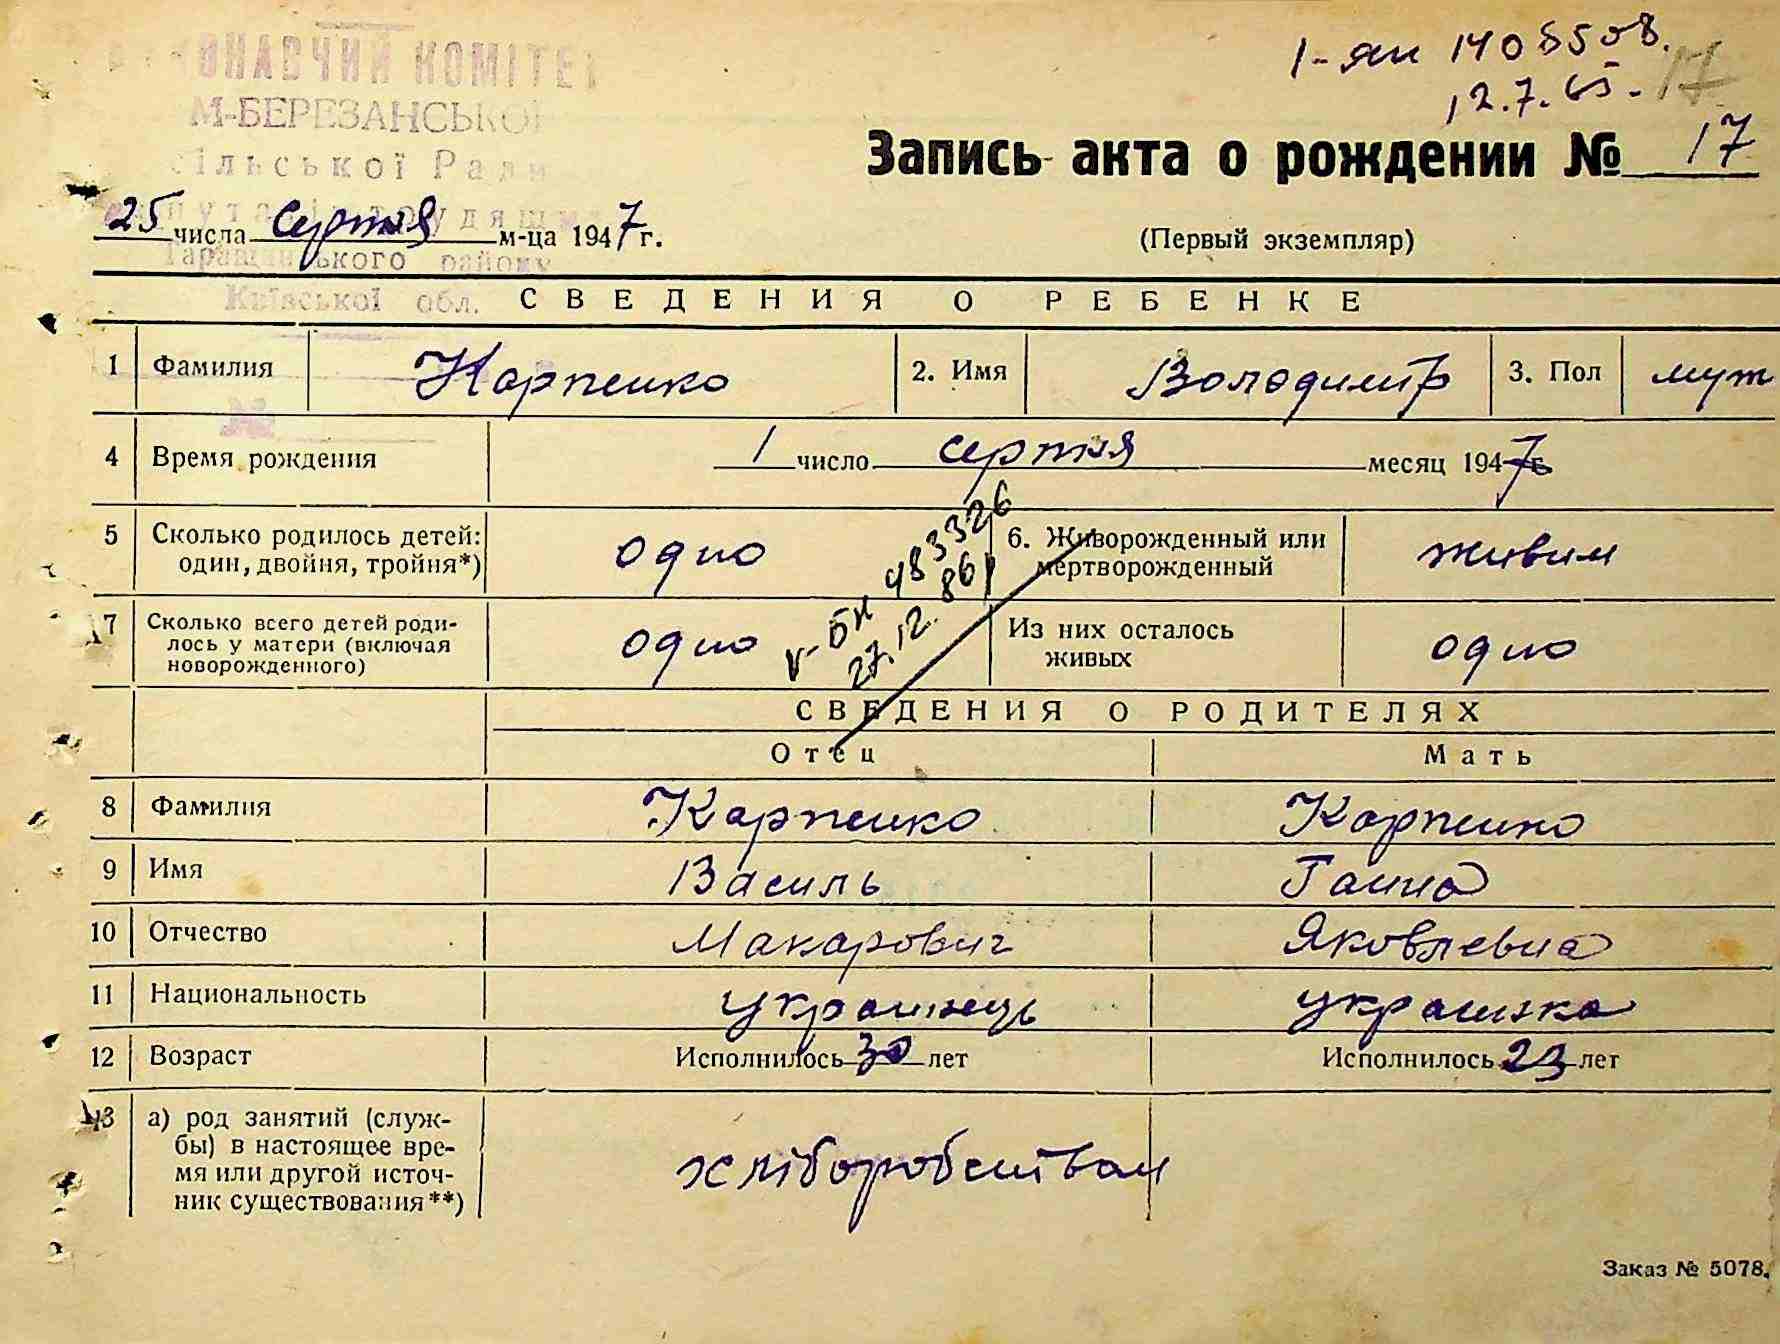 ВИКОНАВЧИЙ КОМІТЕТ
М-БЕРЕЗАНСЬКОЇ
Сільської Ради
депутатів трудящих
Таращанського району
Київської обл.
№
1-ЯИ 1405508.
12.7.65.
17
Запись акта о рождении № 17
25 числа серпня м-ца 1947 г.
(Первый экземпляр)
СВЕДЕНИЯ О РЕБЕНКЕ
1 Фамилия Карпенко 2. Имя Володимир 3. Пол муж
4 Время рождения 1 число серпня месяц 1947 г.
5 Сколько родилось детей: один, двойня, тройня*) одно 6. Живорожденный или мертворожденный живим
7 Сколько всего детей родилось у матери (включая новорожденного) одно Из них осталось живых одно
V-БК 483326
27.12.86
СВЕДЕНИЯ О РОДИТЕЛЯХ
Отец Мать
8 Фамилия Карпенко Карпенко
9 Имя Василь Ганна
10 Отчество Макарович Яковлевна
11 Национальность українець українка
12 Возраст Исполнилось 30 лет Исполнилось 23 лет
13 а) род занятий (службы) в настоящее время или другой источник существования**) хліборобством
Заказ № 5078.